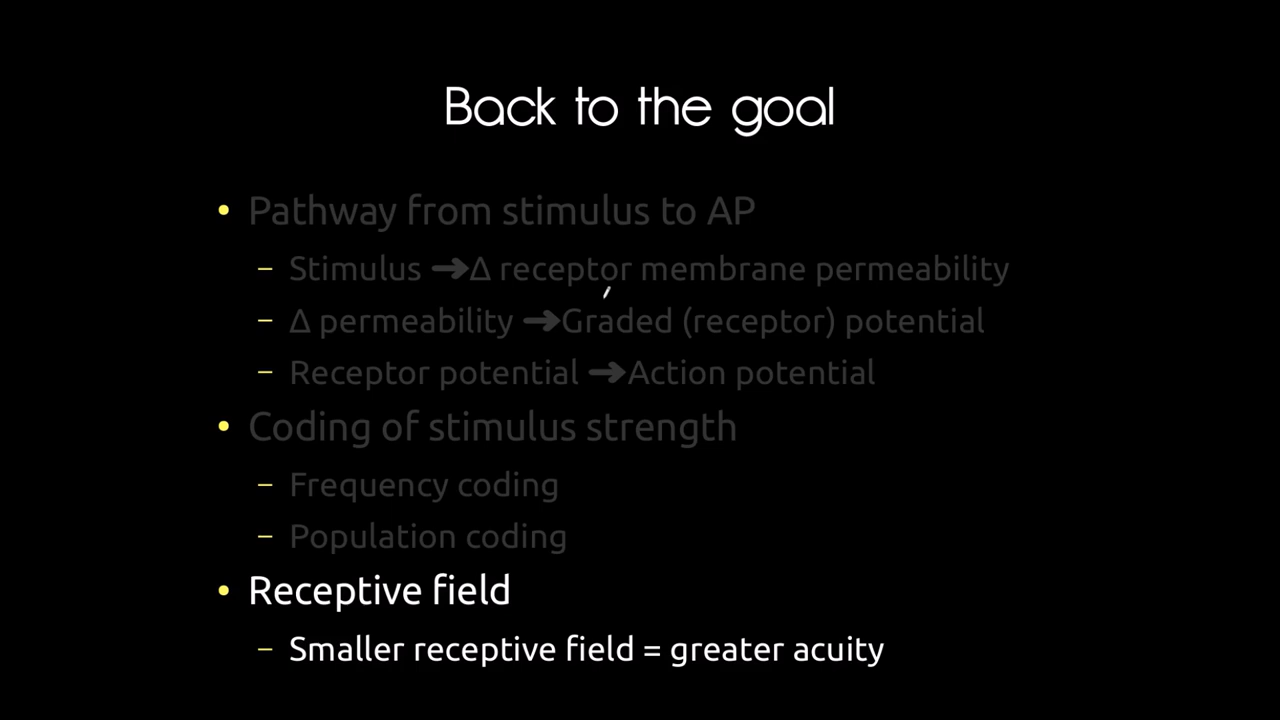 Back to the goal
• Pathway from stimulus to AP
– Stimulus ➜Δ receptor membrane permeability
– Δ permeability ➜Graded (receptor) potential
– Receptor potential ➜Action potential
• Coding of stimulus strength
– Frequency coding
– Population coding
• Receptive field
– Smaller receptive field = greater acuity